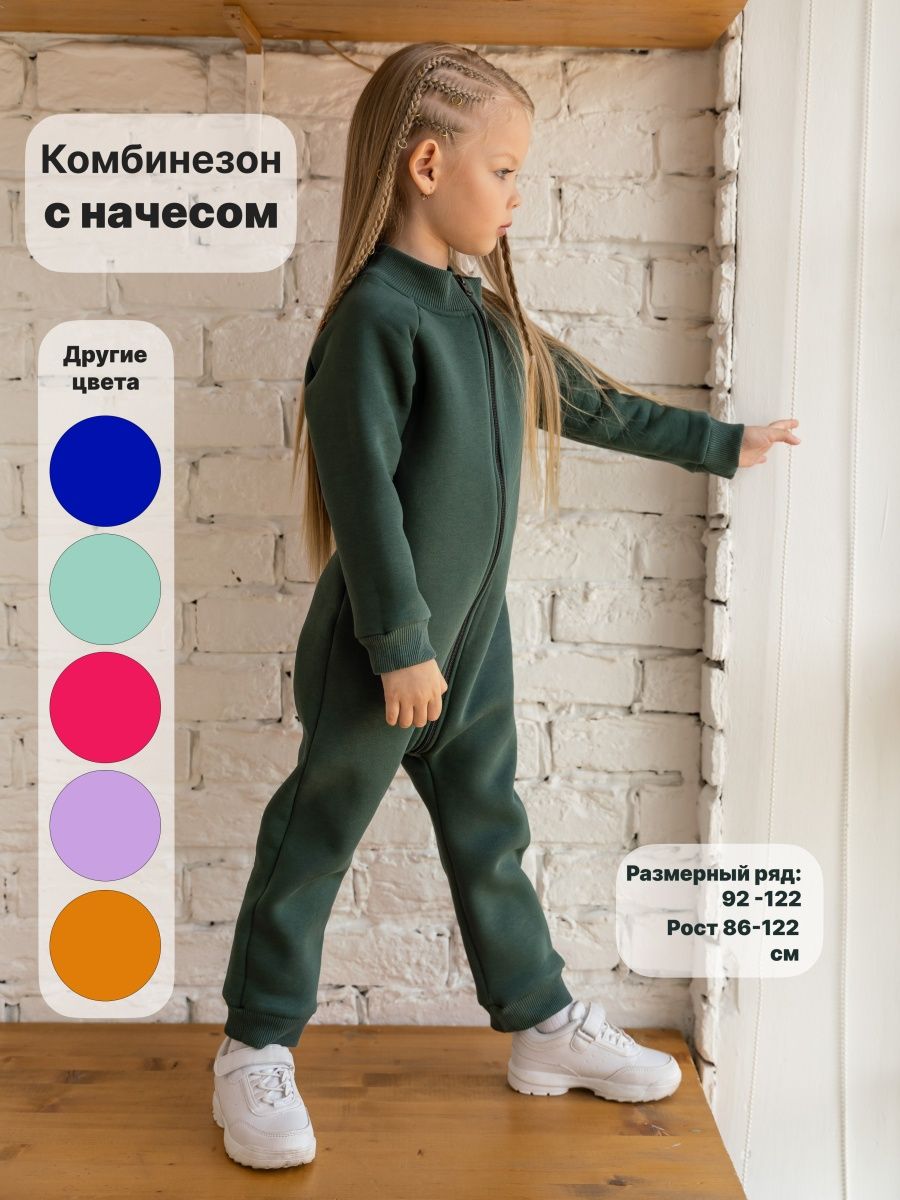 Комбинезон
с начесом
Другие
цвета
Размерный ряд:
92 -122
Рост 86-122
см